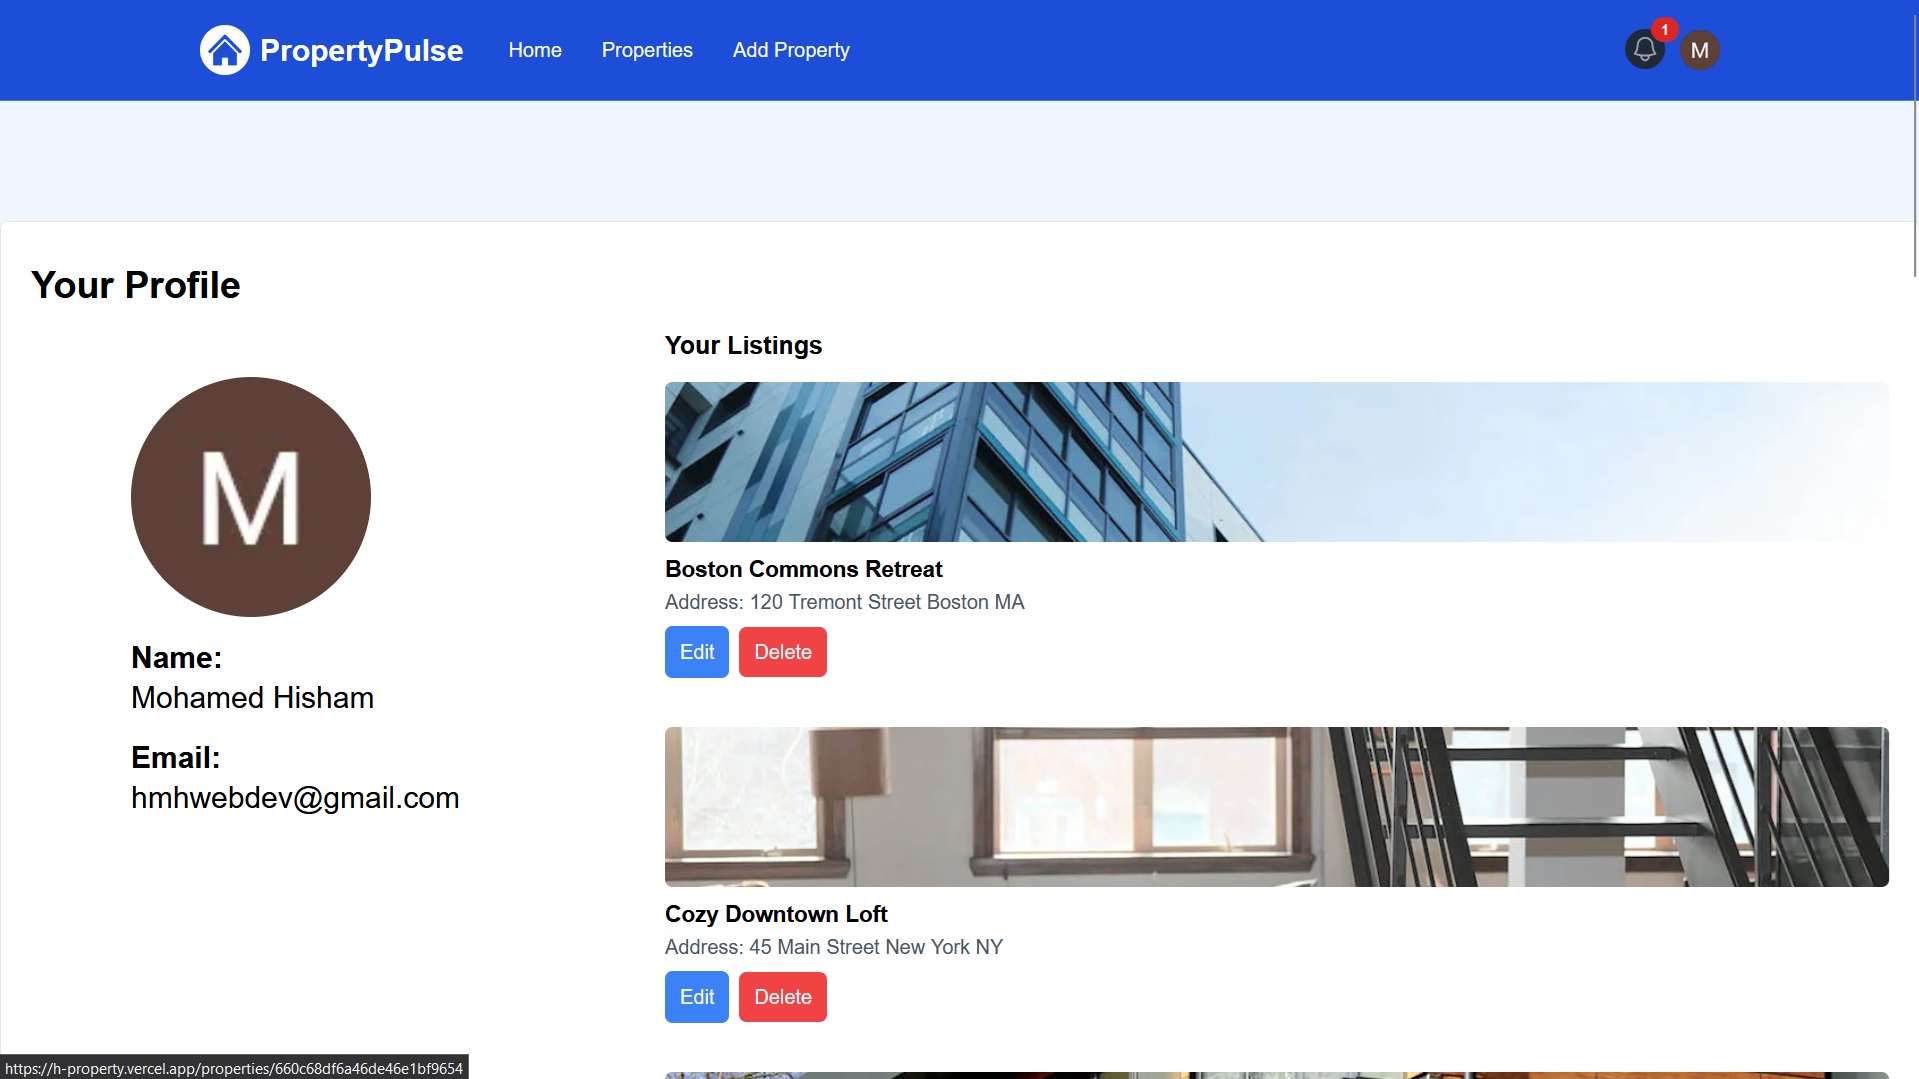 PropertyPulse Home Properties Add Property 1 M
Your Profile
M
Name:
Mohamed Hisham
Email:
hmhwebdev@gmail.com
Your Listings
Boston Commons Retreat
Address: 120 Tremont Street Boston MA
Edit Delete
Cozy Downtown Loft
Address: 45 Main Street New York NY
Edit Delete
https://h-property.vercel.app/properties/660c68df6a46de46e1bf9654